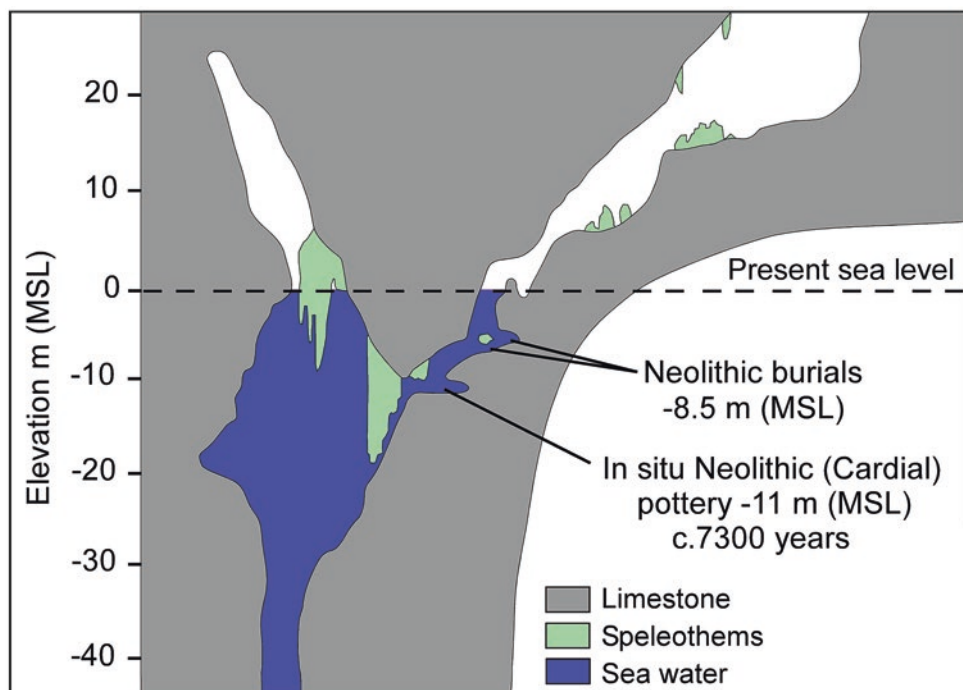 Elevation m (MSL)
20
10
0
-10
-20
-30
-40
Present sea level
Neolithic burials
-8.5 m (MSL)
In situ Neolithic (Cardial)
pottery -11 m (MSL)
c.7300 years
Limestone
Speleothems
Sea water